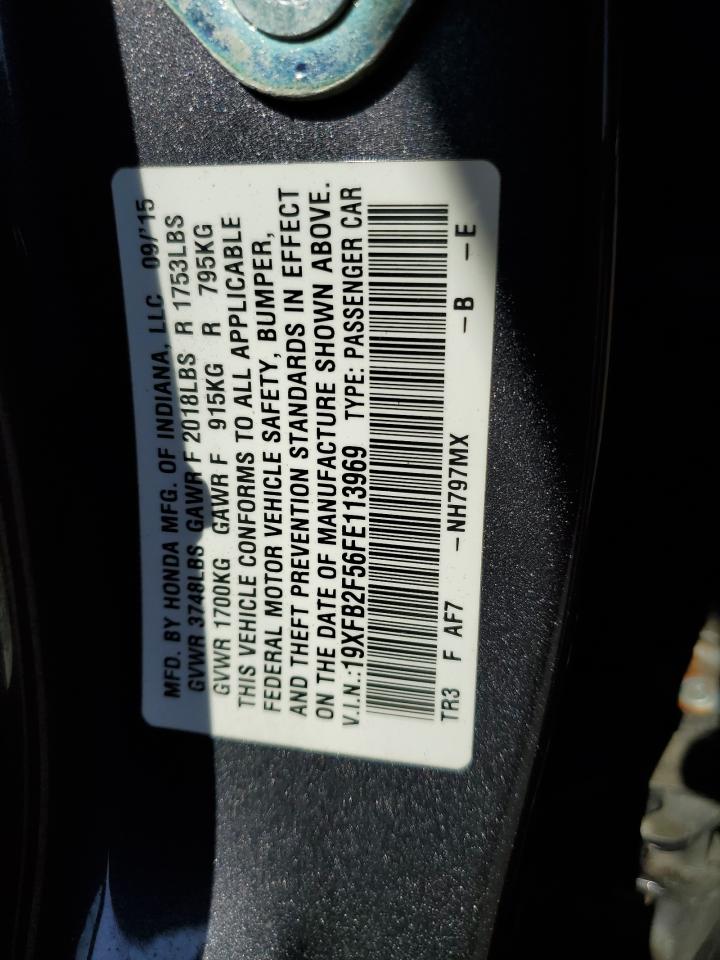 MFD. BY HONDA MFG. OF INDIANA, LLC 09/'15
GVWR 3748LBS GAWR F 2018LBS R 1753LBS
GVWR 1700KG GAWR F 915KG R 795KG
THIS VEHICLE CONFORMS TO ALL APPLICABLE
FEDERAL MOTOR VEHICLE SAFETY, BUMPER,
AND THEFT PREVENTION STANDARDS IN EFFECT
ON THE DATE OF MANUFACTURE SHOWN ABOVE.
V.I.N.:19XFB2F56FE113969 TYPE: PASSENGER CAR
TR3 F AF7 -NH797MX -B -E